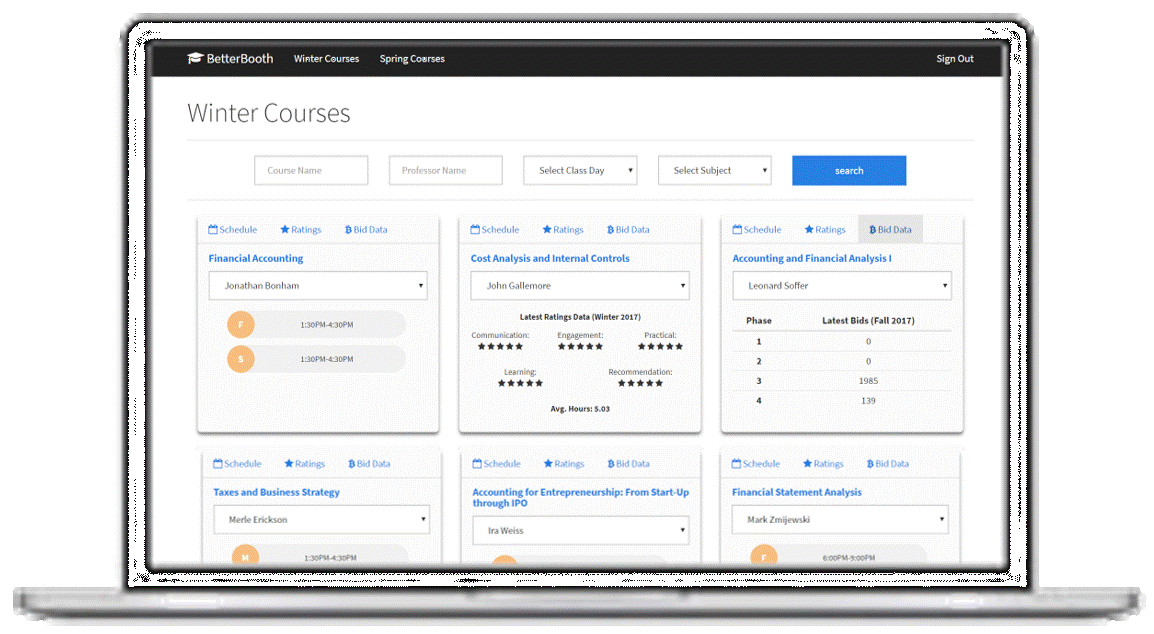 BetterBooth Winter Courses Spring Courses Sign Out
Winter Courses
Course Name Professor Name Select Class Day Select Subject search
Schedule Ratings Bid Data
Financial Accounting
Jonathan Bonham
F 1:30PM-4:30PM
S 1:30PM-4:30PM
Schedule Ratings Bid Data
Cost Analysis and Internal Controls
John Gallemore
Latest Ratings Data (Winter 2017)
Communication: Engagement: Practical:
Learning: Recommendation:
Avg. Hours: 5.03
Schedule Ratings Bid Data
Accounting and Financial Analysis I
Leonard Soffer
Phase Latest Bids (Fall 2017)
1 0
2 0
3 1985
4 139
Schedule Ratings Bid Data
Taxes and Business Strategy
Merle Erickson
M 1:30PM-4:30PM
Schedule Ratings Bid Data
Accounting for Entrepreneurship: From Start-Up
through IPO
Ira Weiss
Schedule Ratings Bid Data
Financial Statement Analysis
Mark Zmijewski
F 6:00PM-9:00PM